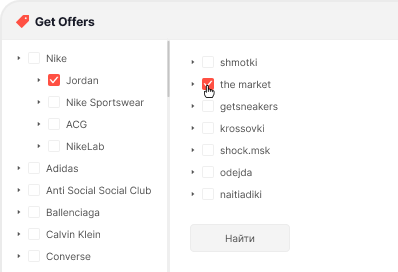 Get Offers
Nike
Jordan
Nike Sportswear
ACG
NikeLab
Adidas
Anti Social Social Club
Ballenciaga
Calvin Klein
Converse
shmotki
the market
getsneakers
krossovki
shock.msk
odejda
naitiadiki
Найти